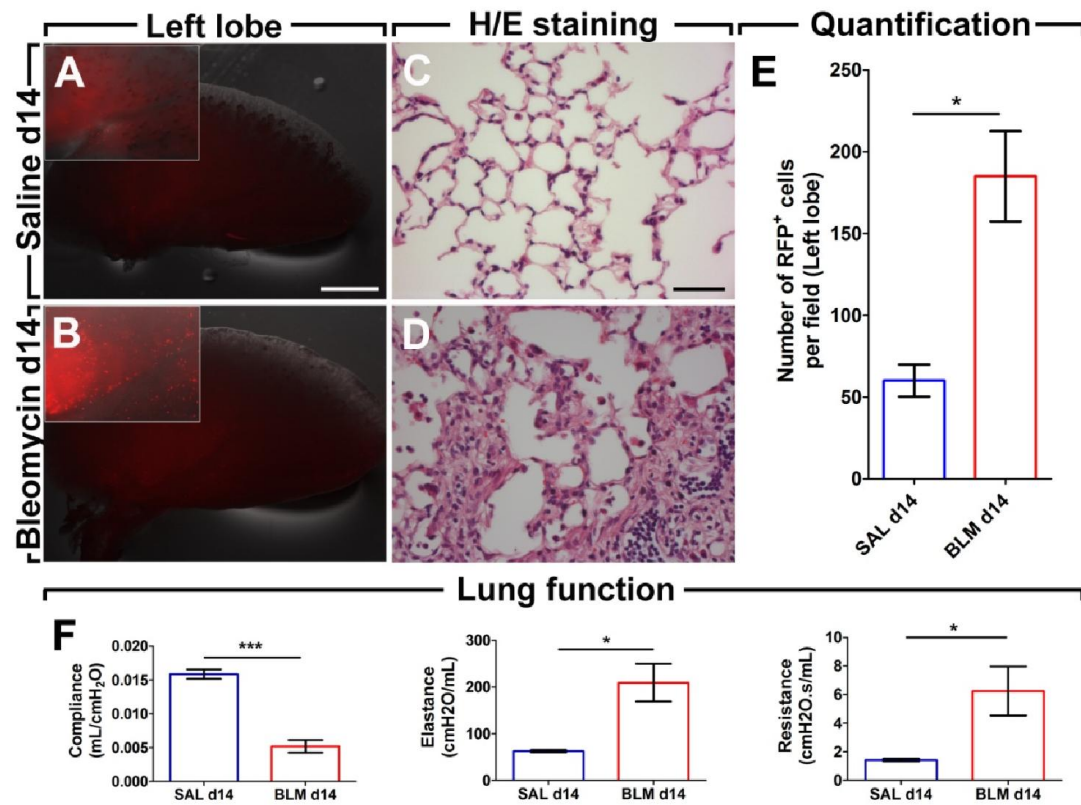 Left lobe
H/E staining
Quantification
Saline d14
Bleomycin d14
A
B
C
D
E
250
200
150
100
50
0
Number of RFP⁺ cells
per field (Left lobe)
*
SAL d14
BLM d14
Lung function
F
0.020
0.015
0.010
0.005
0.000
Compliance
(mL/cmH₂O)
***
SAL d14
BLM d14
300
200
100
0
Elastance
(cmH2O/mL)
*
SAL d14
BLM d14
10
8
6
4
2
0
Resistance
(cmH2O.s/mL)
*
SAL d14
BLM d14